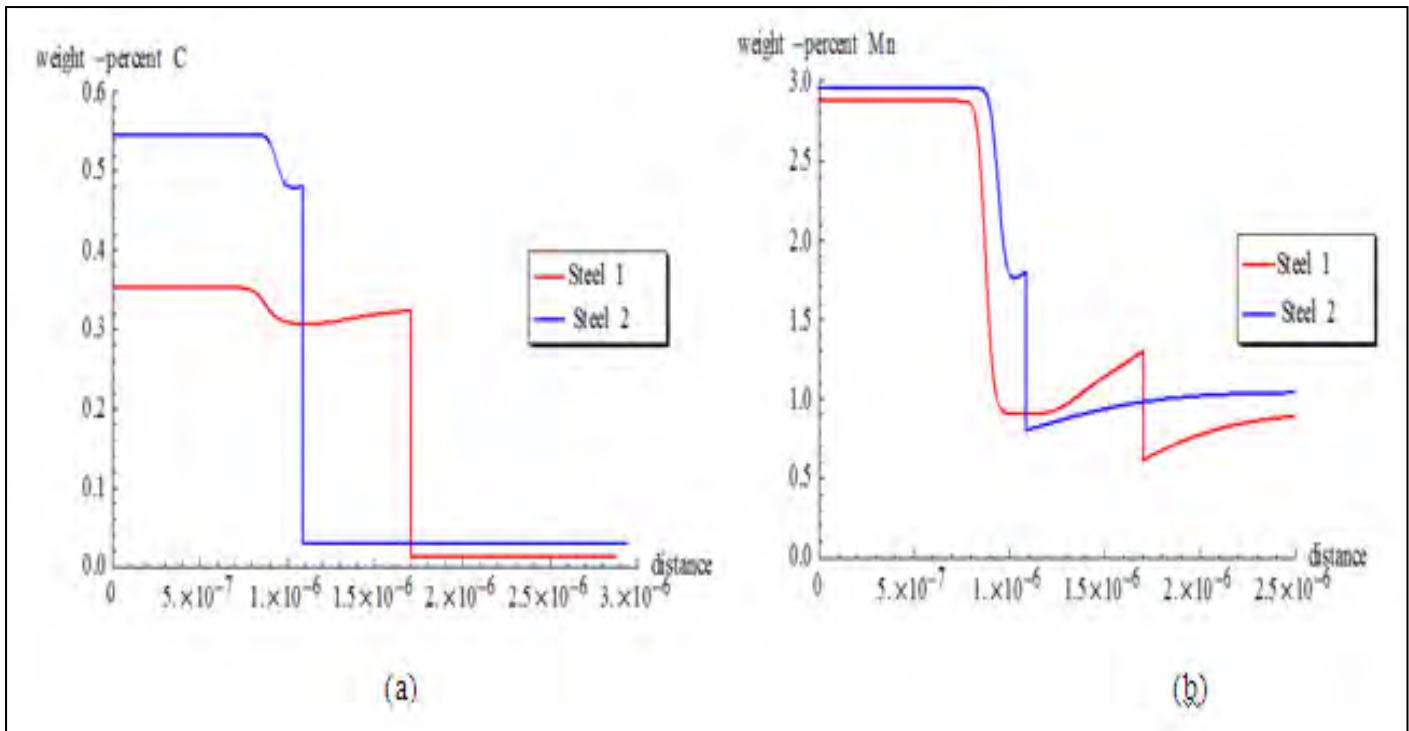 weight –percent C
0.6
0.5
0.4
0.3
0.2
0.1
0.0
0
5.×10⁻⁷
1.×10⁻⁶
1.5×10⁻⁶
2.×10⁻⁶
2.5×10⁻⁶
3.×10⁻⁶
distance
Steel 1
Steel 2
(a)
weight –percent Mn
3.0
2.5
2.0
1.5
1.0
0.5
0.0
0
5.×10⁻⁷
1.×10⁻⁶
1.5×10⁻⁶
2.×10⁻⁶
2.5×10⁻⁶
distance
Steel 1
Steel 2
(b)